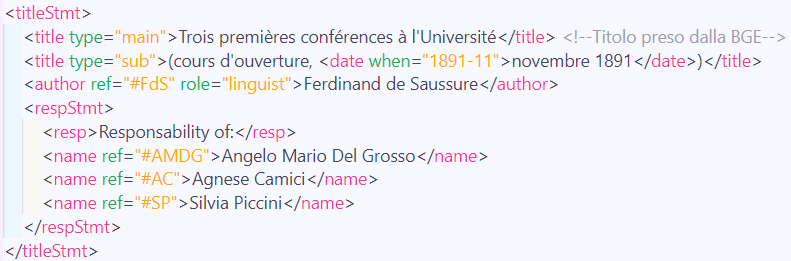 <titleStmt>
<title type="main">Trois premières conférences à l'Université</title> <!--Titolo preso dalla BGE-->
<title type="sub">(cours d'ouverture, <date when="1891-11">novembre 1891</date>)</title>
<author ref="#FdS" role="linguist">Ferdinand de Saussure</author>
<respStmt>
<resp>Responsability of:</resp>
<name ref="#AMDG">Angelo Mario Del Grosso</name>
<name ref="#AC">Agnese Camici</name>
<name ref="#SP">Silvia Piccini</name>
</respStmt>
</titleStmt>